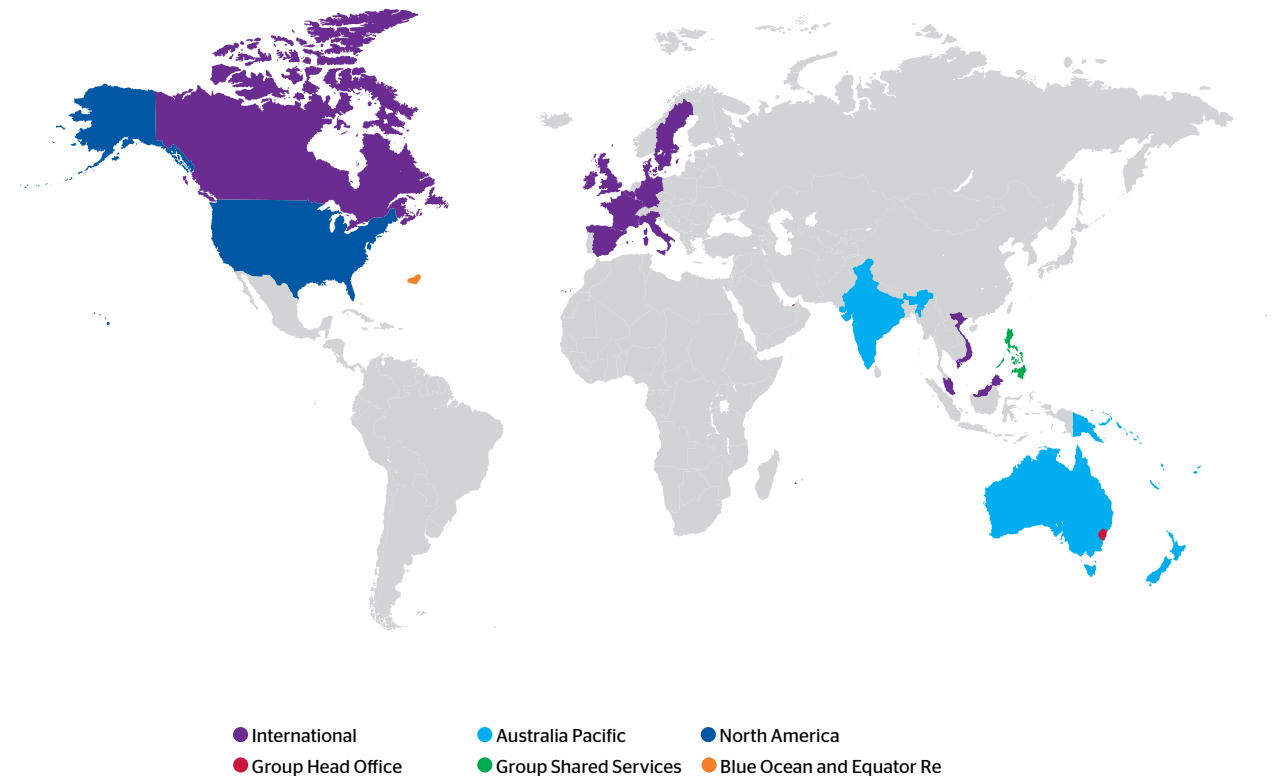 International
Australia Pacific
North America
Group Head Office
Group Shared Services
Blue Ocean and Equator Re